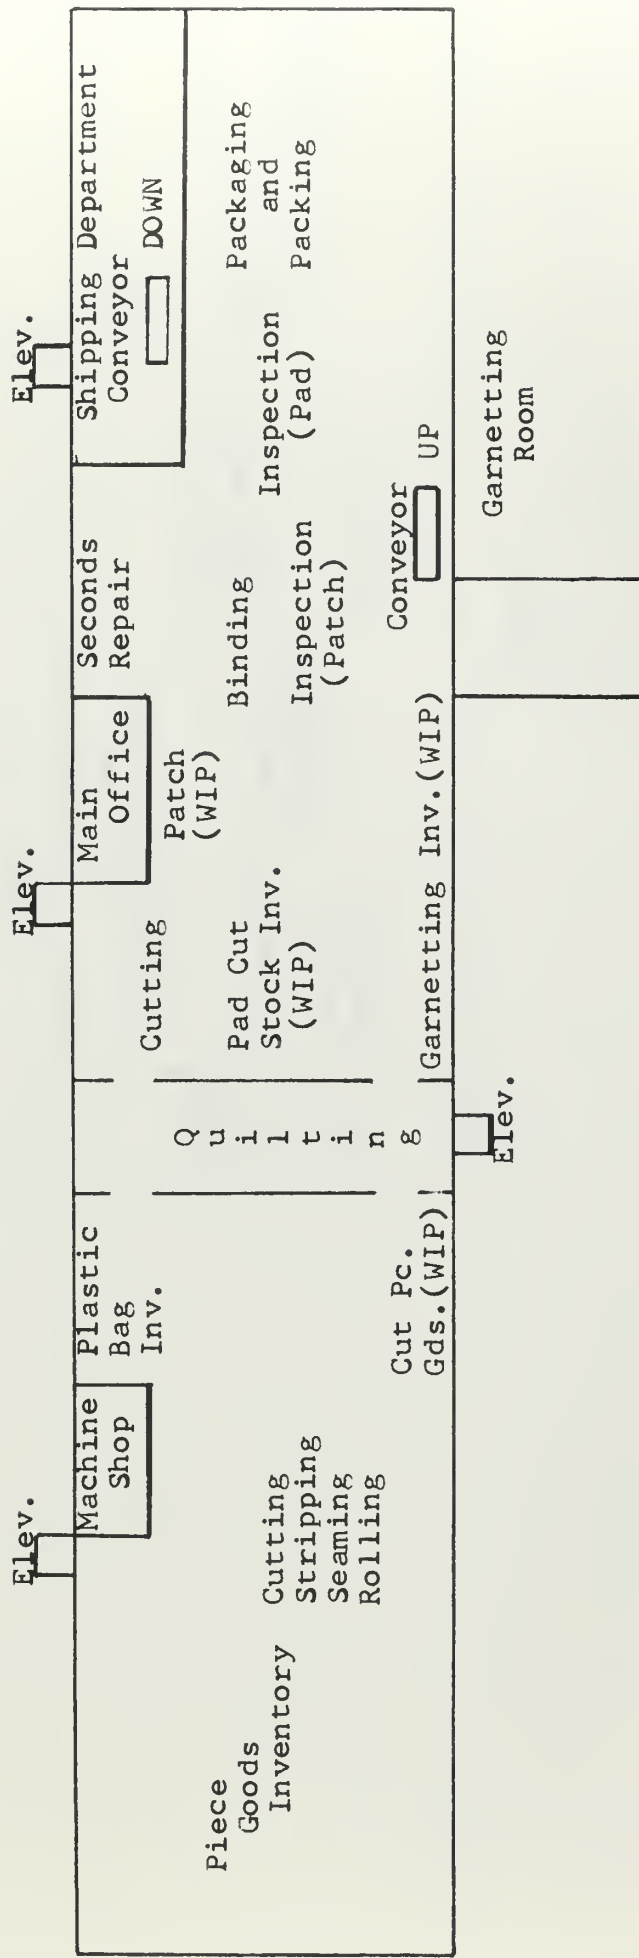 Elev.
Elev.
Elev.
Piece
Goods
Inventory
Machine
Shop
Cutting
Stripping
Seaming
Rolling
Plastic
Bag
Inv.
Cut Pc.
Gds.(WIP)
Quilting
Elev.
Cutting
Pad Cut
Stock Inv.
(WIP)
Garnetting Inv.(WIP)
Main
Office
Patch
(WIP)
Seconds
Repair
Binding
Inspection
(Patch)
Conveyor
UP
Garnetting
Room
Shipping Department
Conveyor
DOWN
Inspection
(Pad)
Packaging
and
Packing